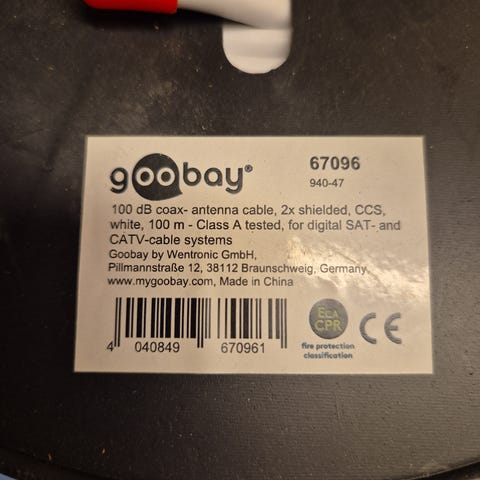 goobay®
67096
940-47
100 dB coax- antenna cable, 2x shielded, CCS,
white, 100 m - Class A tested, for digital SAT- and
CATV-cable systems
Goobay by Wentronic GmbH,
Pillmannstraße 12, 38112 Braunschweig, Germany
www.mygoobay.com, Made in China
4 040849 670961
ECA
CPR
fire protection
classification
CE